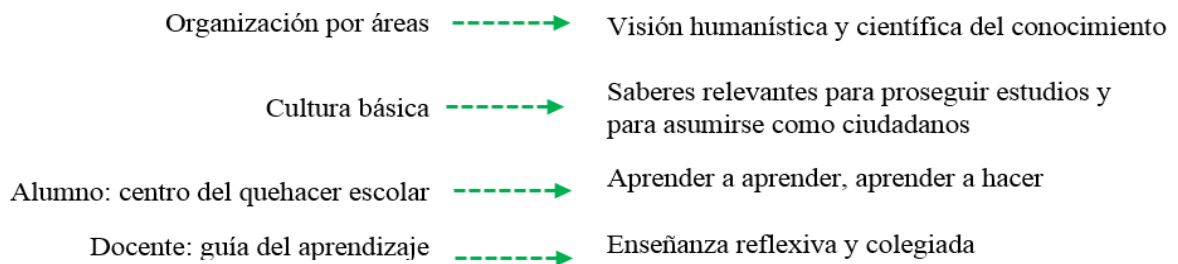 Organización por áreas
Visión humanística y científica del conocimiento
Cultura básica
Saberes relevantes para proseguir estudios y
para asumirse como ciudadanos
Alumno: centro del quehacer escolar
Aprender a aprender, aprender a hacer
Docente: guía del aprendizaje
Enseñanza reflexiva y colegiada